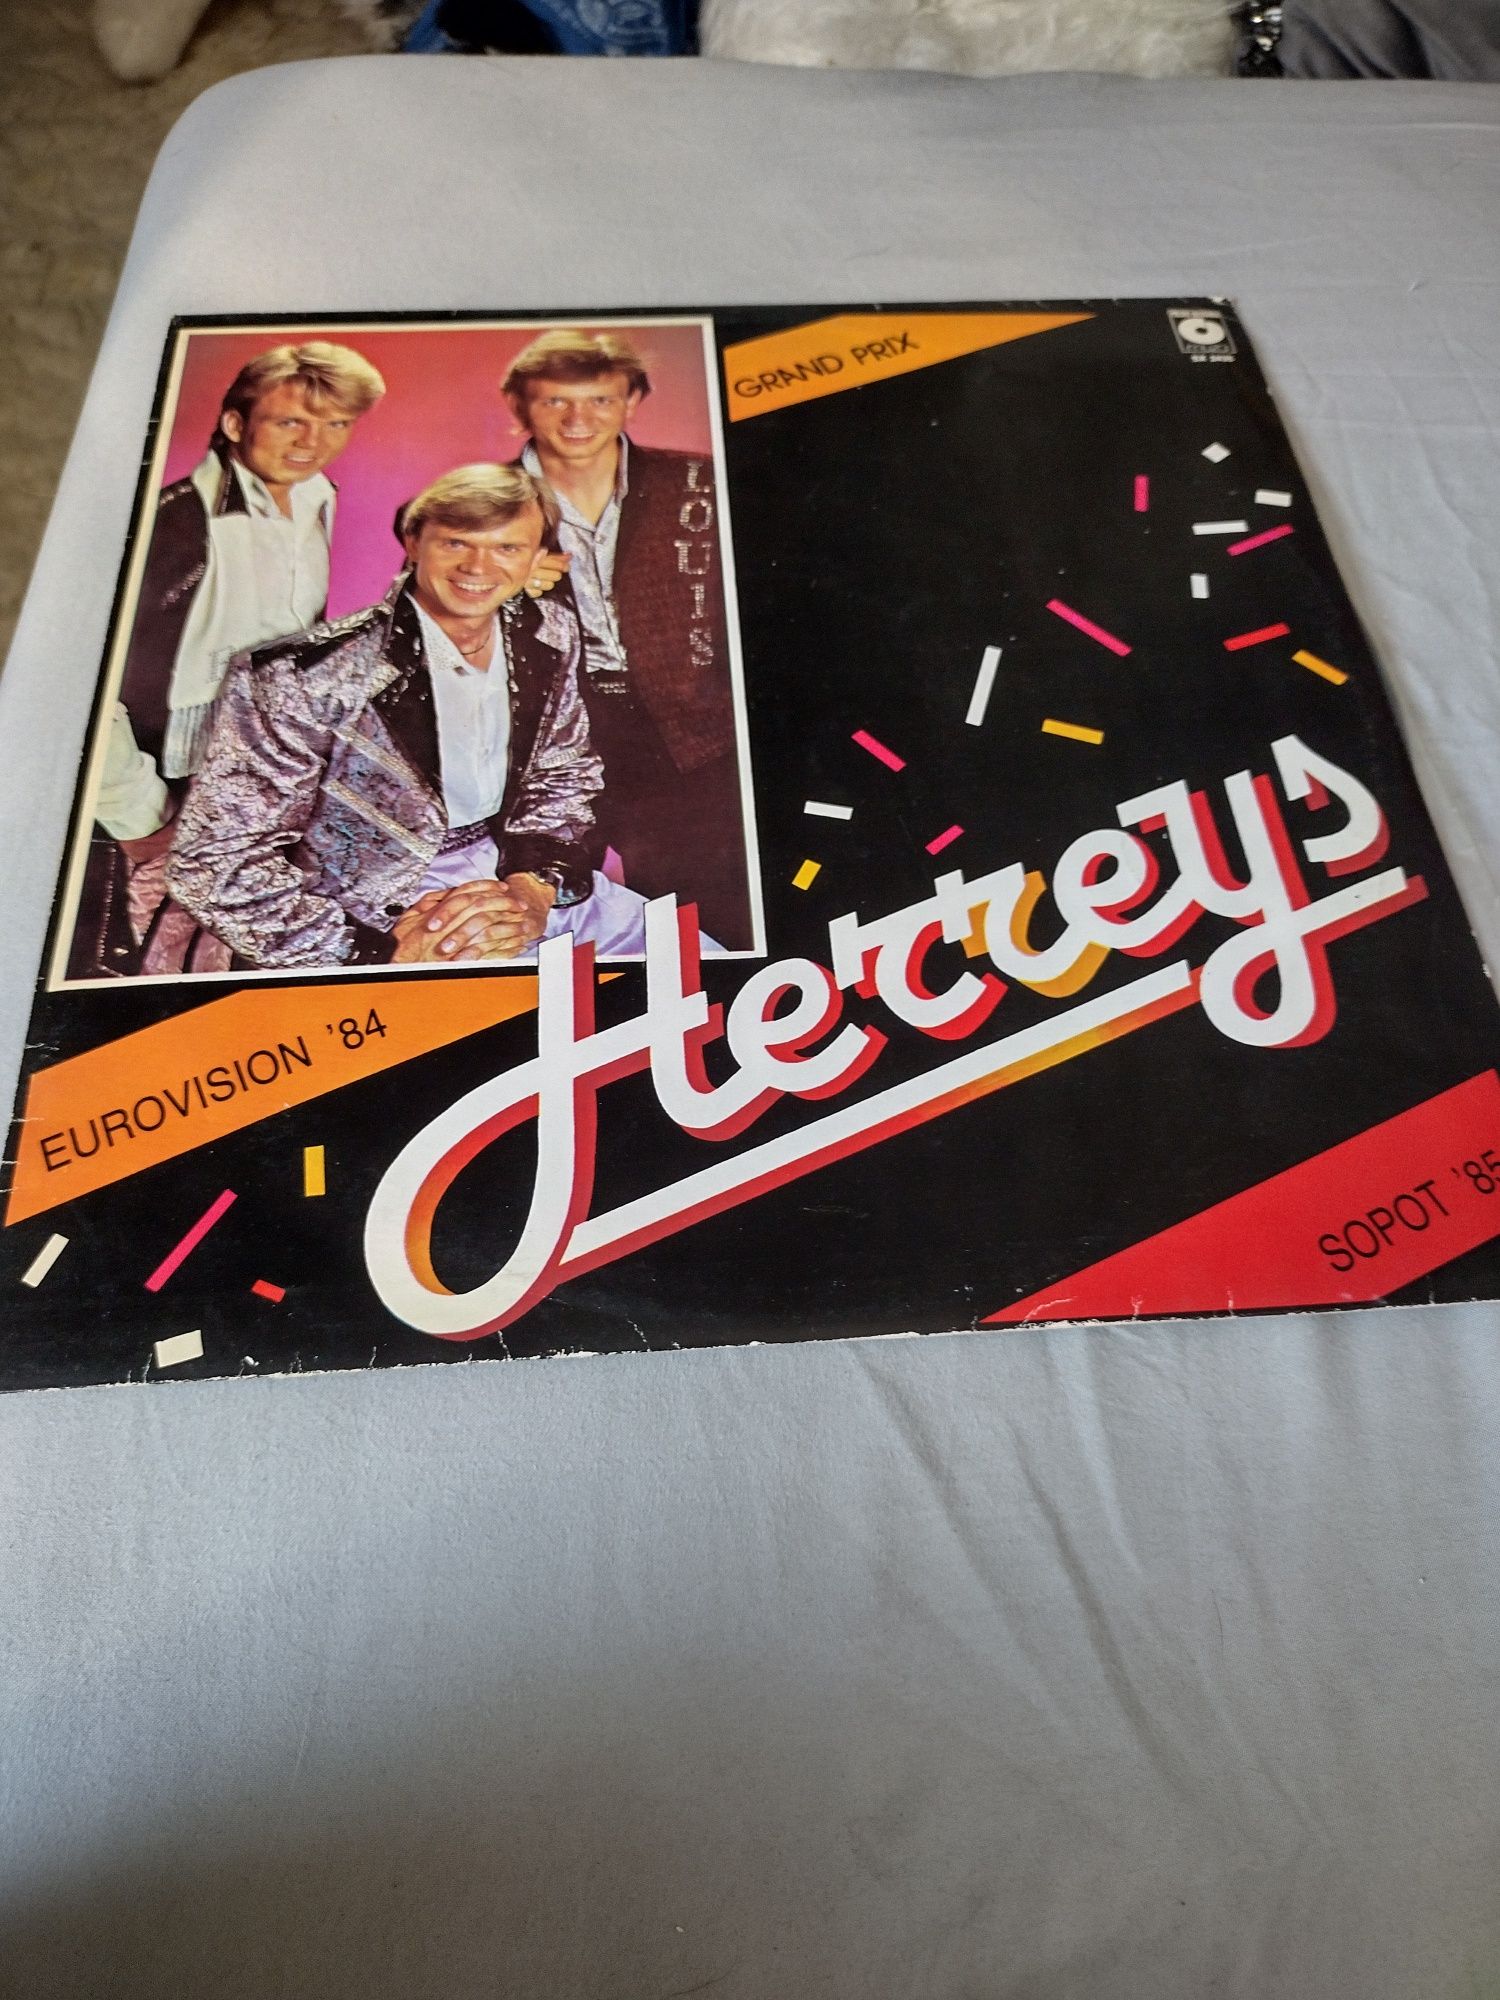 GRAND PRIX
LOUIS
Herreys
EUROVISION '84
SOPOT '85